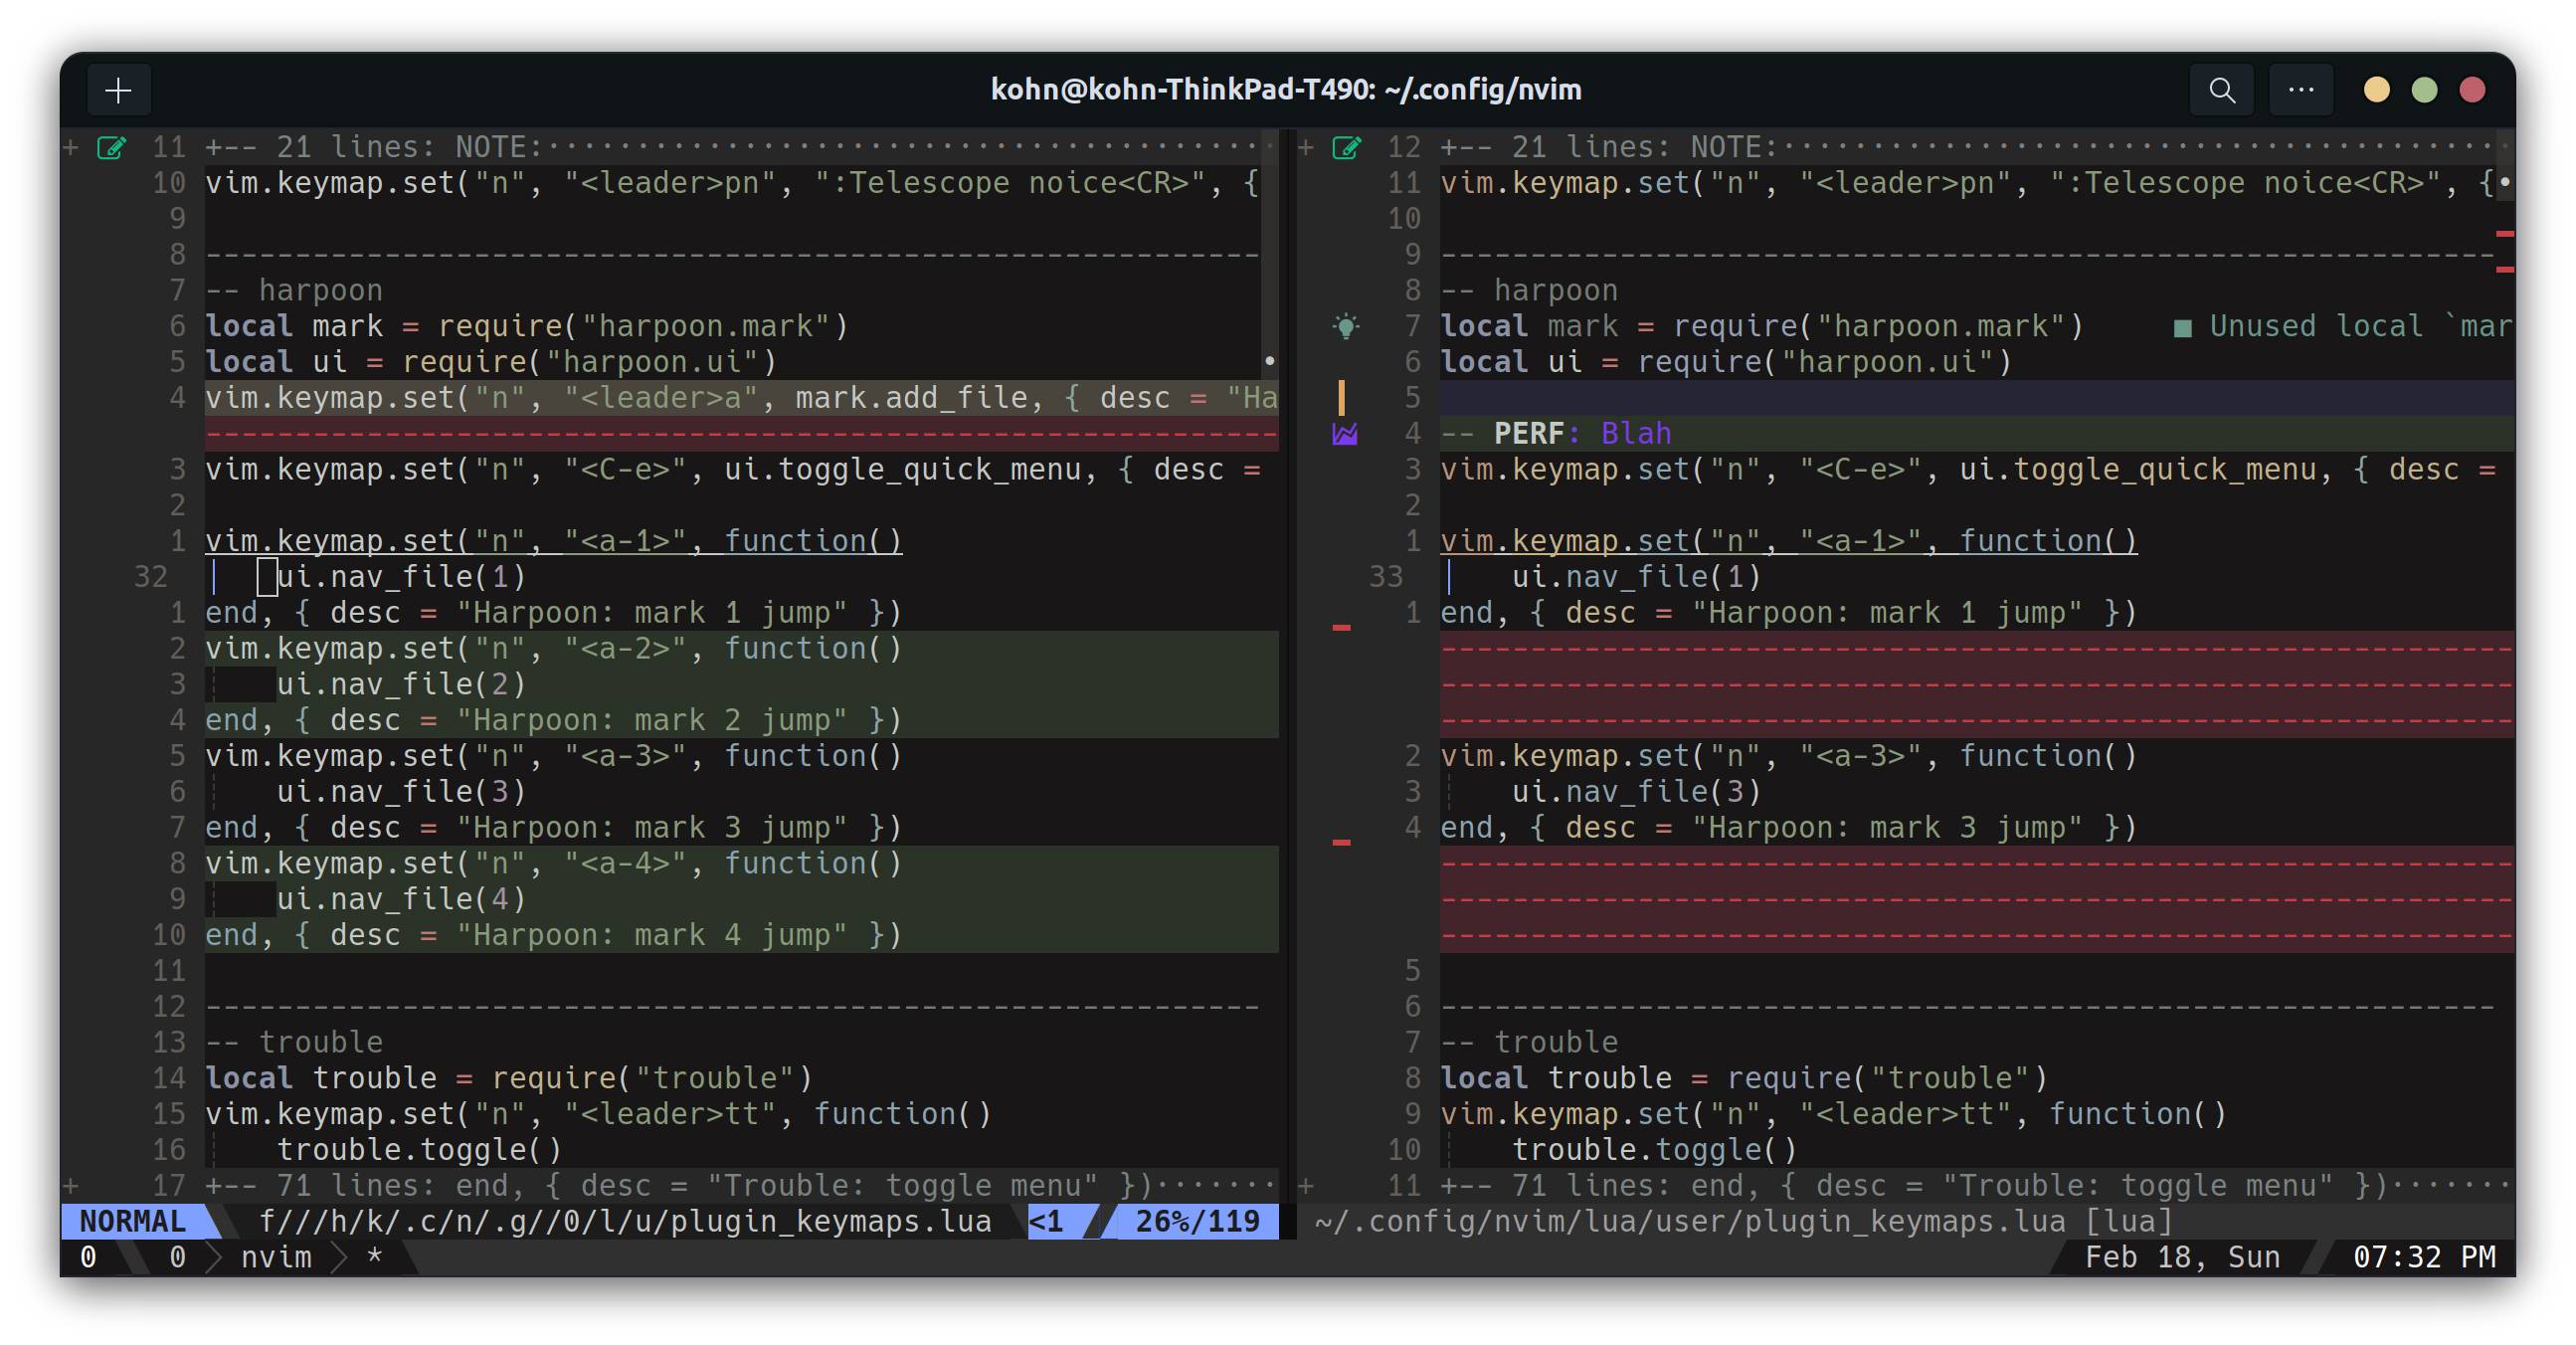 kohn@kohn-ThinkPad-T490: ~/.config/nvim
+ 11 +-- 21 lines: NOTE:·······································
10 vim.keymap.set("n", "<leader>pn", ":Telescope noice<CR>", {
9
8 -----------------------------------------------------------
7 -- harpoon
6 local mark = require("harpoon.mark")
5 local ui = require("harpoon.ui")
4 vim.keymap.set("n", "<leader>a", mark.add_file, { desc = "Ha
------------------------------------------------------------
3 vim.keymap.set("n", "<C-e>", ui.toggle_quick_menu, { desc =
2
1 vim.keymap.set("n", "<a-1>", function()
32 ui.nav_file(1)
1 end, { desc = "Harpoon: mark 1 jump" })
2 vim.keymap.set("n", "<a-2>", function()
3 ui.nav_file(2)
4 end, { desc = "Harpoon: mark 2 jump" })
5 vim.keymap.set("n", "<a-3>", function()
6 ui.nav_file(3)
7 end, { desc = "Harpoon: mark 3 jump" })
8 vim.keymap.set("n", "<a-4>", function()
9 ui.nav_file(4)
10 end, { desc = "Harpoon: mark 4 jump" })
11
12 -----------------------------------------------------------
13 -- trouble
14 local trouble = require("trouble")
15 vim.keymap.set("n", "<leader>tt", function()
16 trouble.toggle()
+ 17 +-- 71 lines: end, { desc = "Trouble: toggle menu" })·······
NORMAL f///h/k/.c/n/.g//0/l/u/plugin_keymaps.lua <1 26%/119
+ 12 +-- 21 lines: NOTE:·······································
11 vim.keymap.set("n", "<leader>pn", ":Telescope noice<CR>", {
10
9 -----------------------------------------------------------
8 -- harpoon
7 local mark = require("harpoon.mark") ■ Unused local `mar
6 local ui = require("harpoon.ui")
5
4 -- PERF: Blah
3 vim.keymap.set("n", "<C-e>", ui.toggle_quick_menu, { desc =
2
1 vim.keymap.set("n", "<a-1>", function()
33 ui.nav_file(1)
1 end, { desc = "Harpoon: mark 1 jump" })
------------------------------------------------------------
------------------------------------------------------------
------------------------------------------------------------
2 vim.keymap.set("n", "<a-3>", function()
3 ui.nav_file(3)
4 end, { desc = "Harpoon: mark 3 jump" })
------------------------------------------------------------
------------------------------------------------------------
------------------------------------------------------------
5
6 -----------------------------------------------------------
7 -- trouble
8 local trouble = require("trouble")
9 vim.keymap.set("n", "<leader>tt", function()
10 trouble.toggle()
+ 11 +-- 71 lines: end, { desc = "Trouble: toggle menu" })·······
~/.config/nvim/lua/user/plugin_keymaps.lua [lua]
0 0 nvim * Feb 18, Sun 07:32 PM